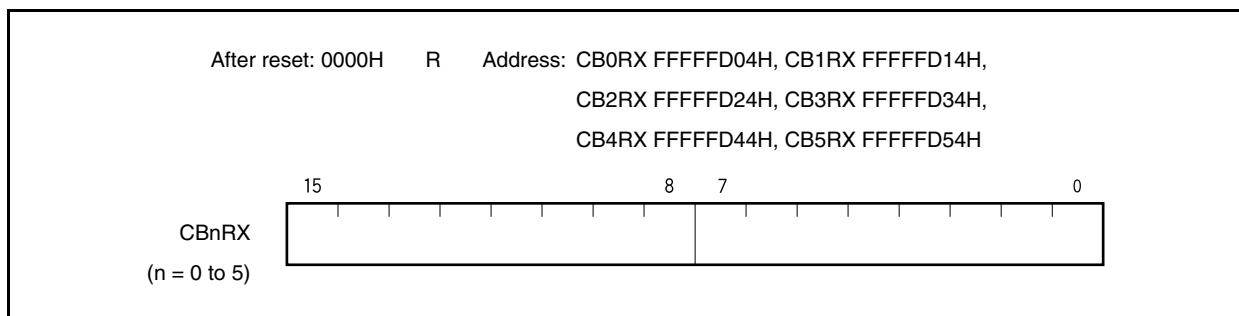 After reset: 0000H R Address: CB0RX FFFFFD04H, CB1RX FFFFFD14H,
CB2RX FFFFFD24H, CB3RX FFFFFD34H,
CB4RX FFFFFD44H, CB5RX FFFFFD54H
15 8 7 0
CBnRX
(n = 0 to 5)